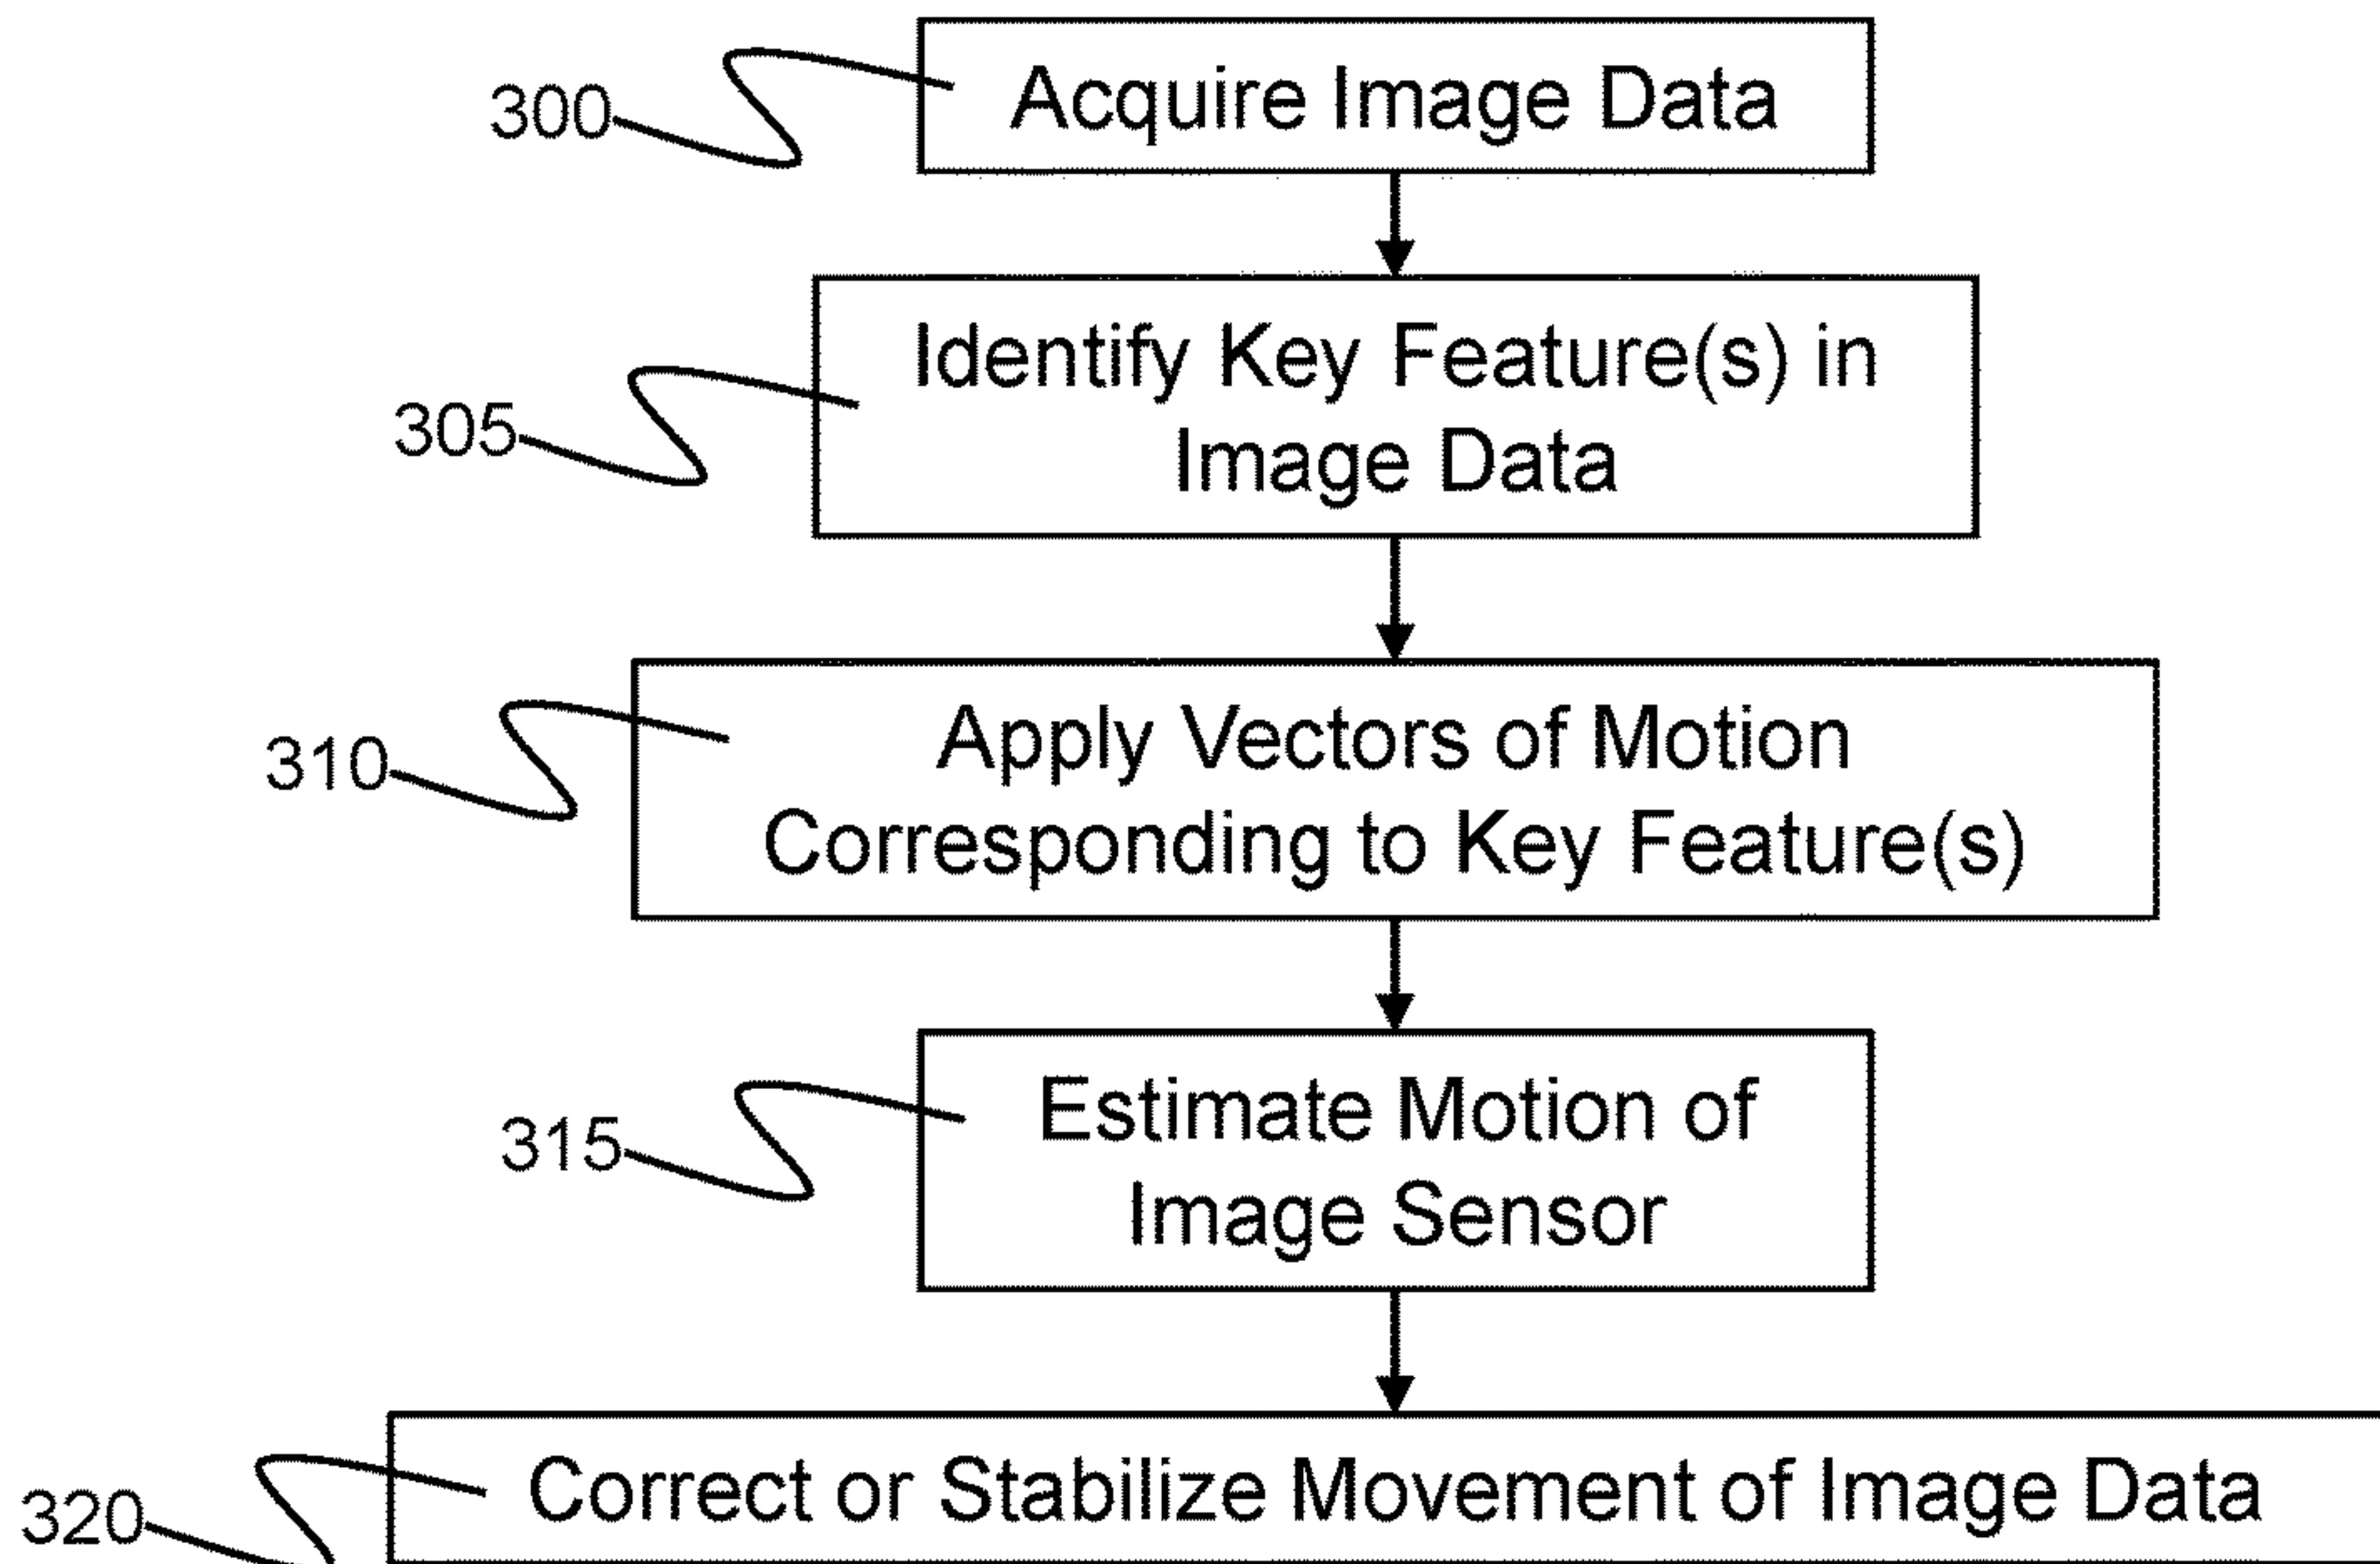 300
Acquire Image Data
305
Identify Key Feature(s) in
Image Data
310
Apply Vectors of Motion
Corresponding to Key Feature(s)
315
Estimate Motion of
Image Sensor
320
Correct or Stabilize Movement of Image Data